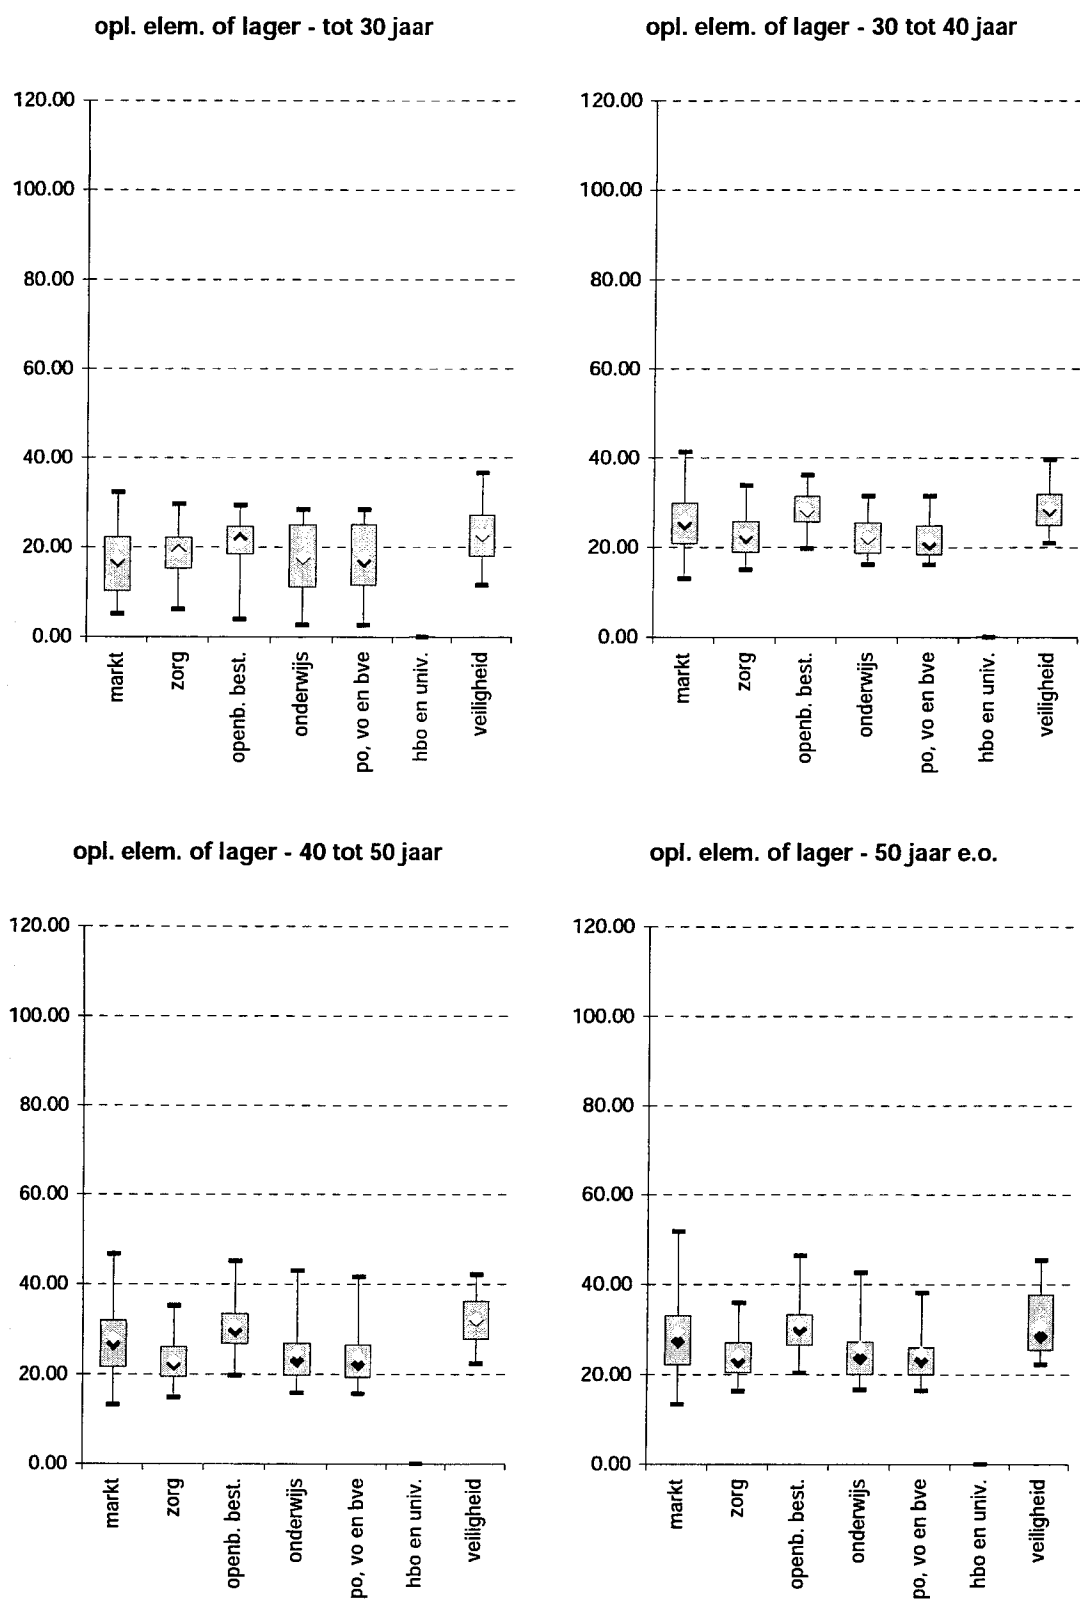 opl. elem. of lager - tot 30 jaar
120.00
100.00
80.00
60.00
40.00
20.00
0.00
markt
zorg
openb. best.
onderwijs
po, vo en bve
hbo en univ.
veiligheid
opl. elem. of lager - 30 tot 40 jaar
120.00
100.00
80.00
60.00
40.00
20.00
0.00
markt
zorg
openb. best.
onderwijs
po, vo en bve
hbo en univ.
veiligheid
opl. elem. of lager - 40 tot 50 jaar
120.00
100.00
80.00
60.00
40.00
20.00
0.00
markt
zorg
openb. best.
onderwijs
po, vo en bve
hbo en univ.
veiligheid
opl. elem. of lager - 50 jaar e.o.
120.00
100.00
80.00
60.00
40.00
20.00
0.00
markt
zorg
openb. best.
onderwijs
po, vo en bve
hbo en univ.
veiligheid